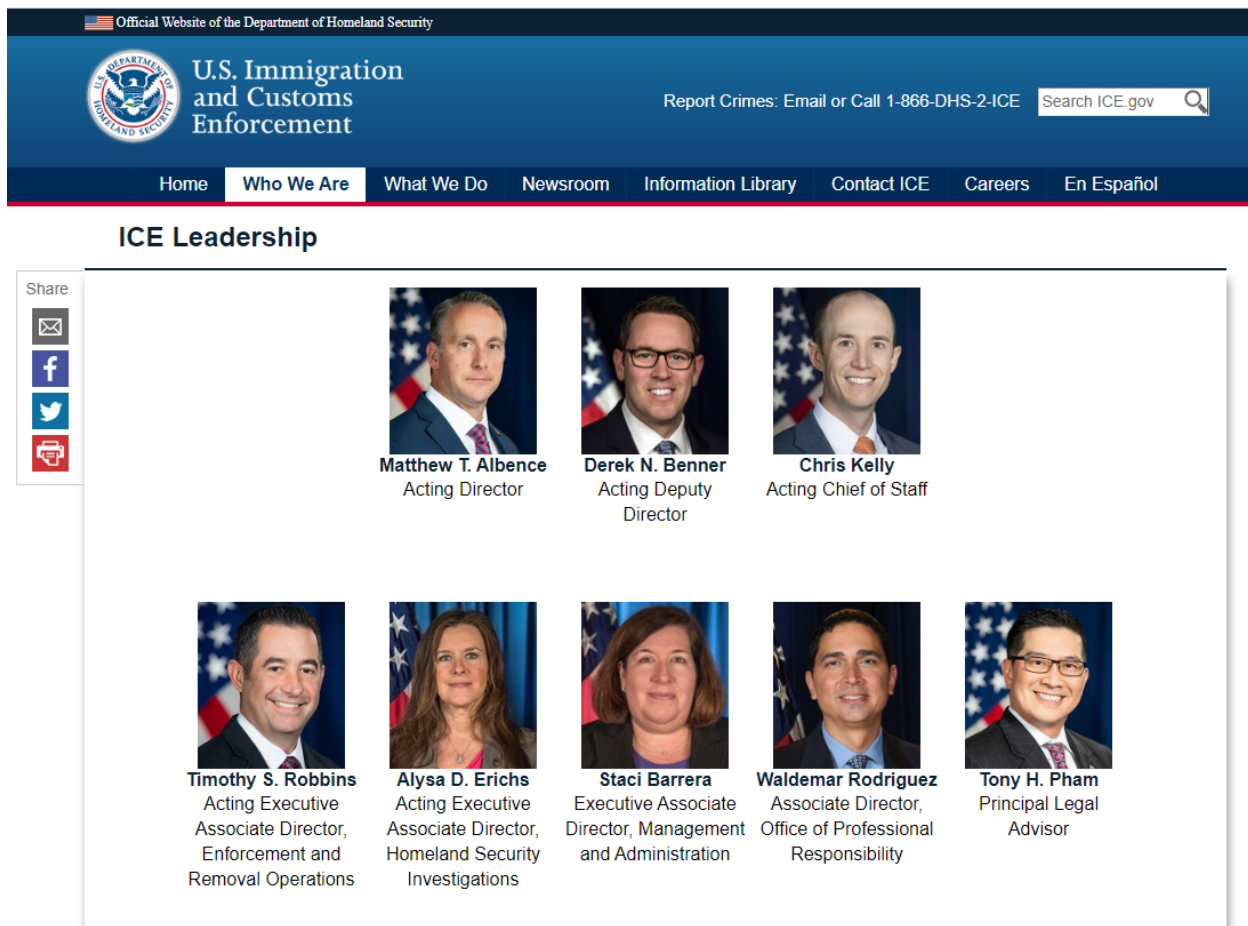 Official Website of the Department of Homeland Security
U.S. DEPARTMENT OF
HOMELAND SECURITY
U.S. Immigration
and Customs
Enforcement
Report Crimes: Email or Call 1-866-DHS-2-ICE
Search ICE.gov
Home Who We Are What We Do Newsroom Information Library Contact ICE Careers En Español
ICE Leadership
Share
f
Matthew T. Albence
Acting Director
Derek N. Benner
Acting Deputy
Director
Chris Kelly
Acting Chief of Staff
Timothy S. Robbins
Acting Executive
Associate Director,
Enforcement and
Removal Operations
Alysa D. Erichs
Acting Executive
Associate Director,
Homeland Security
Investigations
Staci Barrera
Executive Associate
Director, Management
and Administration
Waldemar Rodriguez
Associate Director,
Office of Professional
Responsibility
Tony H. Pham
Principal Legal
Advisor